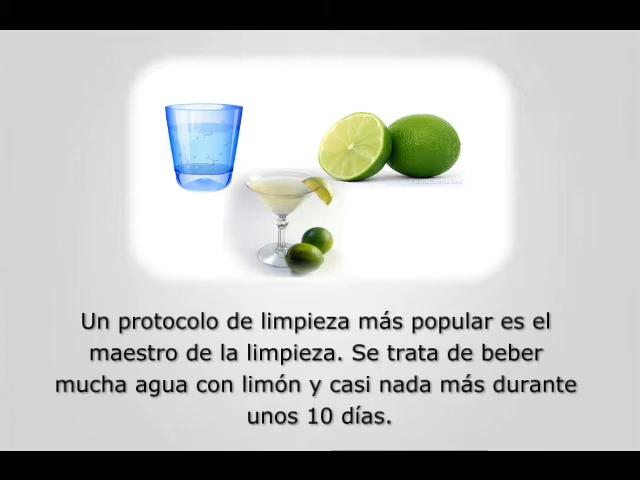 Un protocolo de limpieza más popular es el
maestro de la limpieza. Se trata de beber
mucha agua con limón y casi nada más durante
unos 10 días.